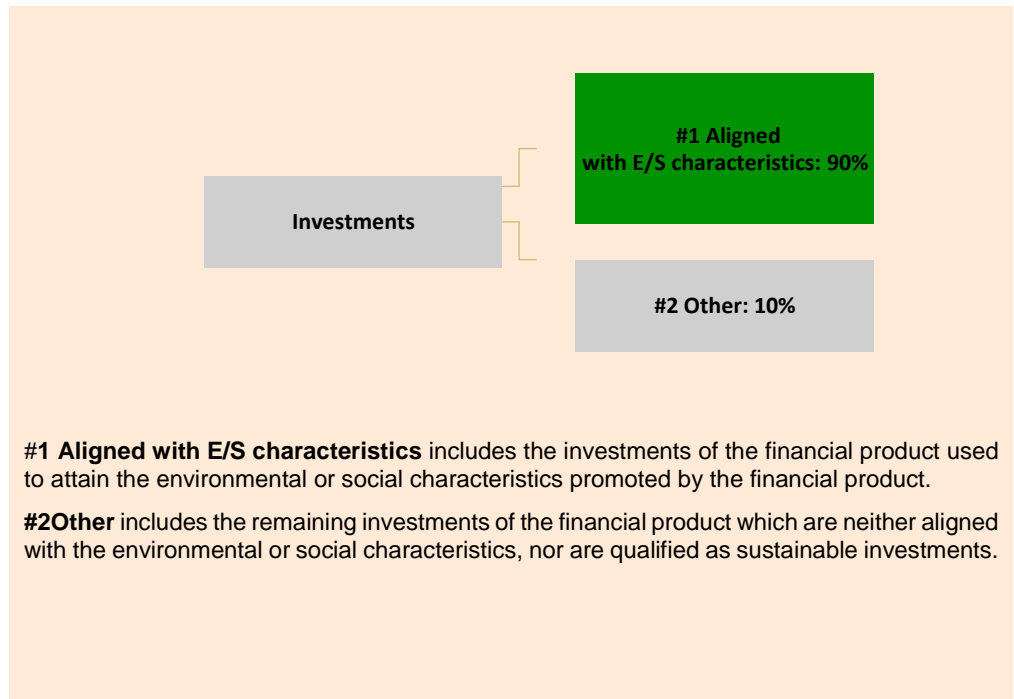 #1 Aligned
with E/S characteristics: 90%
Investments
#2 Other: 10%
#1 Aligned with E/S characteristics includes the investments of the financial product used
to attain the environmental or social characteristics promoted by the financial product.
#2Other includes the remaining investments of the financial product which are neither aligned
with the environmental or social characteristics, nor are qualified as sustainable investments.